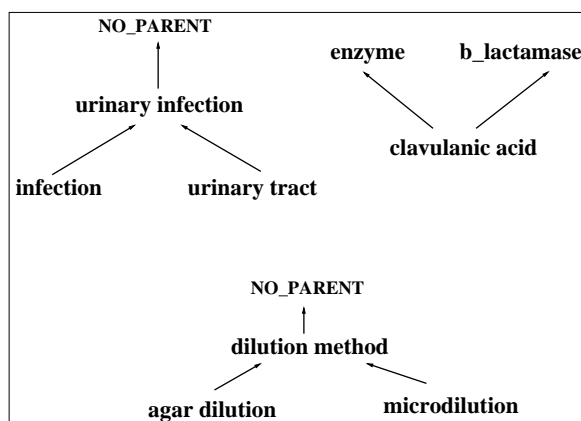 NO_PARENT
enzyme b_lactamase
urinary infection
clavulanic acid
infection urinary tract
NO_PARENT
dilution method
agar dilution microdilution